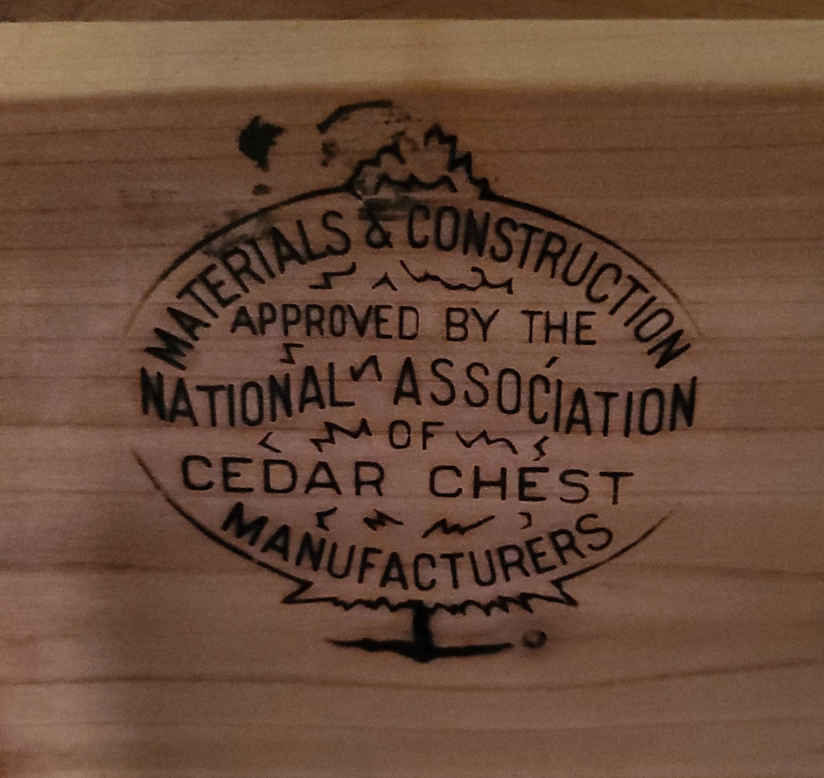 MATERIALS & CONSTRUCTION
APPROVED BY THE
NATIONAL ASSOCIATION
OF
CEDAR CHEST
MANUFACTURERS